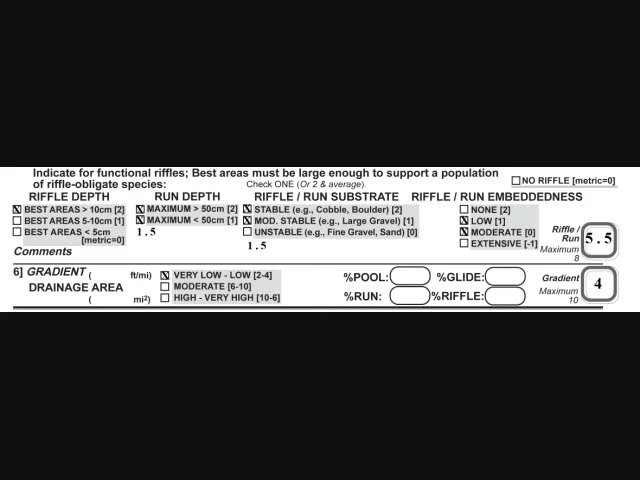 Indicate for functional riffles; Best areas must be large enough to support a population
of riffle-obligate species: Check ONE (Or 2 & average). NO RIFFLE [metric=0]
RIFFLE DEPTH RUN DEPTH RIFFLE / RUN SUBSTRATE RIFFLE / RUN EMBEDDEDNESS
BEST AREAS > 10cm [2] MAXIMUM > 50cm [2] STABLE (e.g., Cobble, Boulder) [2] NONE [2]
BEST AREAS 5-10cm [1] MAXIMUM < 50cm [1] MOD. STABLE (e.g., Large Gravel) [1] LOW [1]
BEST AREAS < 5cm 1.5 UNSTABLE (e.g., Fine Gravel, Sand) [0] MODERATE [0] Riffle /
[metric=0] 1.5 EXTENSIVE [-1] Run 5.5
Comments Maximum
8
6] GRADIENT ( ft/mi) VERY LOW - LOW [2-4] %POOL: %GLIDE: Gradient 4
DRAINAGE AREA MODERATE [6-10] Maximum
( mi2) HIGH - VERY HIGH [10-6] %RUN: %RIFFLE: 10